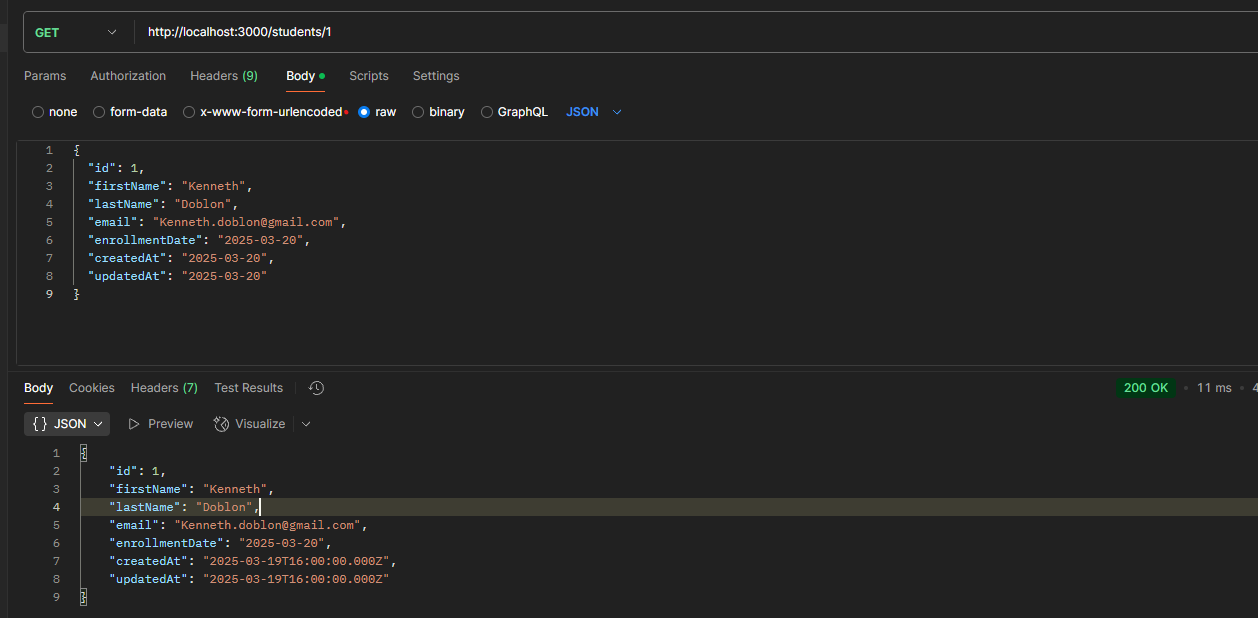 GET http://localhost:3000/students/1
Params Authorization Headers (9) Body Scripts Settings
none form-data x-www-form-urlencoded raw binary GraphQL JSON
1 {
2 "id": 1,
3 "firstName": "Kenneth",
4 "lastName": "Doblon",
5 "email": "Kenneth.doblon@gmail.com",
6 "enrollmentDate": "2025-03-20",
7 "createdAt": "2025-03-20",
8 "updatedAt": "2025-03-20"
9 }
Body Cookies Headers (7) Test Results 200 OK • 11 ms •
{} JSON Preview Visualize
1 {
2 "id": 1,
3 "firstName": "Kenneth",
4 "lastName": "Doblon",
5 "email": "Kenneth.doblon@gmail.com",
6 "enrollmentDate": "2025-03-20",
7 "createdAt": "2025-03-19T16:00:00.000Z",
8 "updatedAt": "2025-03-19T16:00:00.000Z"
9 }